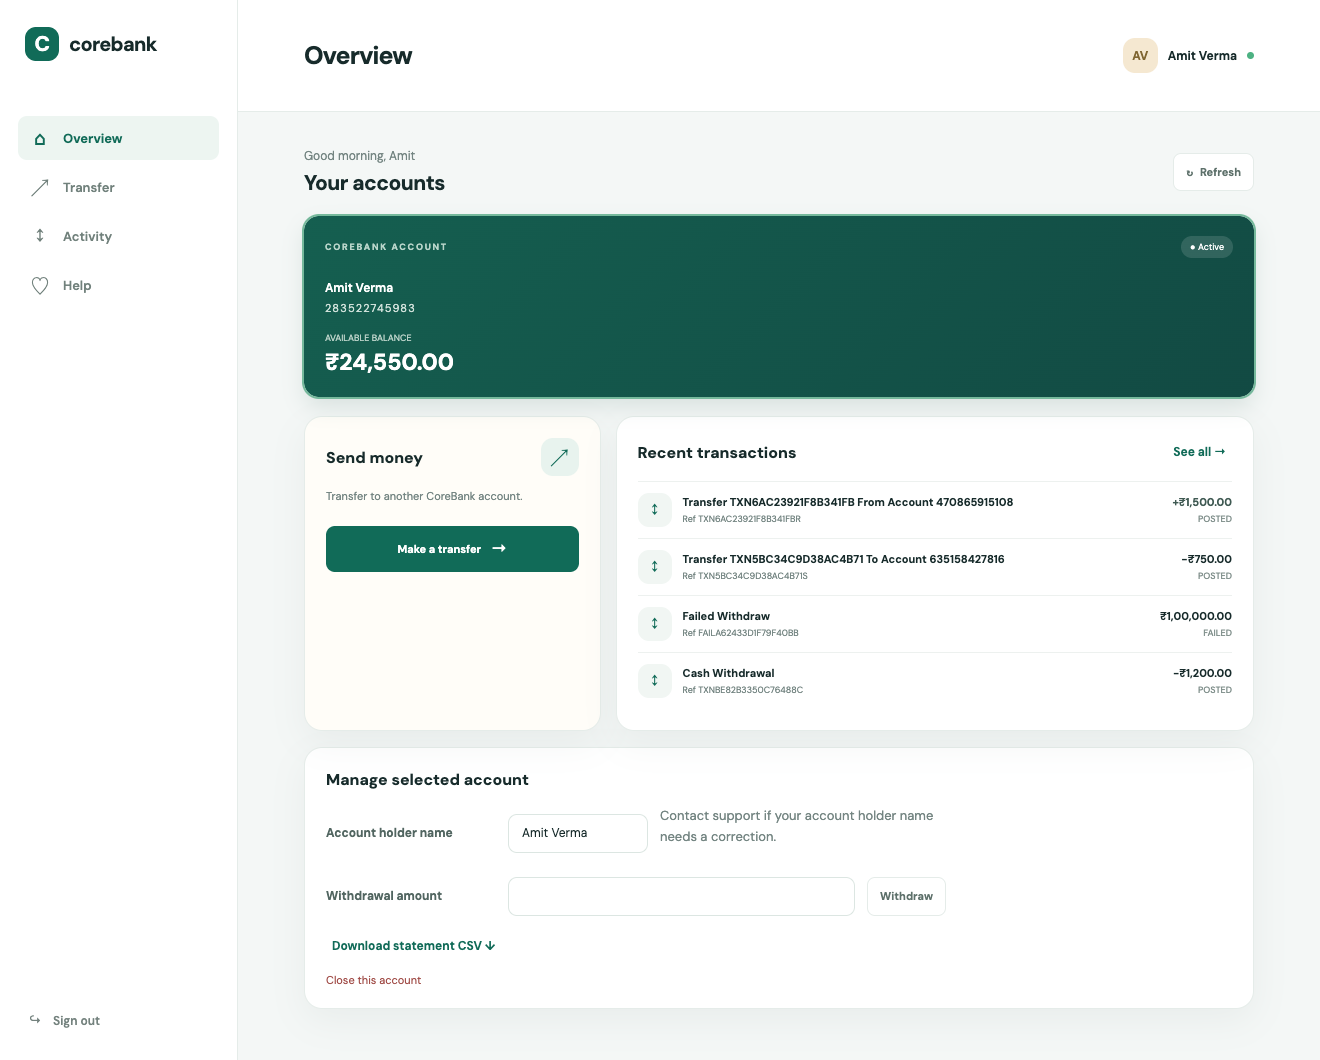 C corebank
Overview
Transfer
Activity
Help
Sign out
Overview
AV Amit Verma
Good morning, Amit
Your accounts
Refresh
COREBANK ACCOUNT
Active
Amit Verma
283522745983
AVAILABLE BALANCE
₹24,550.00
Send money
Transfer to another CoreBank account.
Make a transfer →
Recent transactions
See all →
Transfer TXN6AC23921F8B341FB From Account 470865915108
+₹1,500.00
Ref TXN6AC23921F8B341FBR
POSTED
Transfer TXN5BC34C9D38AC4B71 To Account 635158427816
-₹750.00
Ref TXN5BC34C9D38AC4B71S
POSTED
Failed Withdraw
₹1,00,000.00
Ref FAILA62433D1F79F40BB
FAILED
Cash Withdrawal
-₹1,200.00
Ref TXNBE82B3350C76488C
POSTED
Manage selected account
Account holder name
Amit Verma
Contact support if your account holder name
needs a correction.
Withdrawal amount
Withdraw
Download statement CSV ↓
Close this account